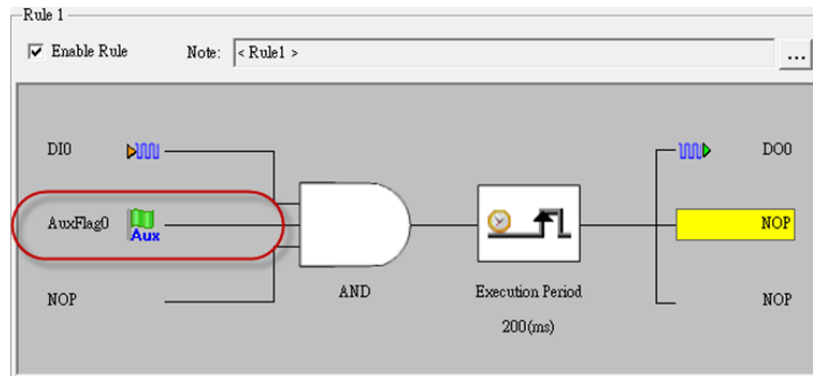 Rule 1
Enable Rule Note: < Rule1 > ...
DI0 DO0
AuxFlag0 Aux NOP
NOP AND Execution Period NOP
200(ms)